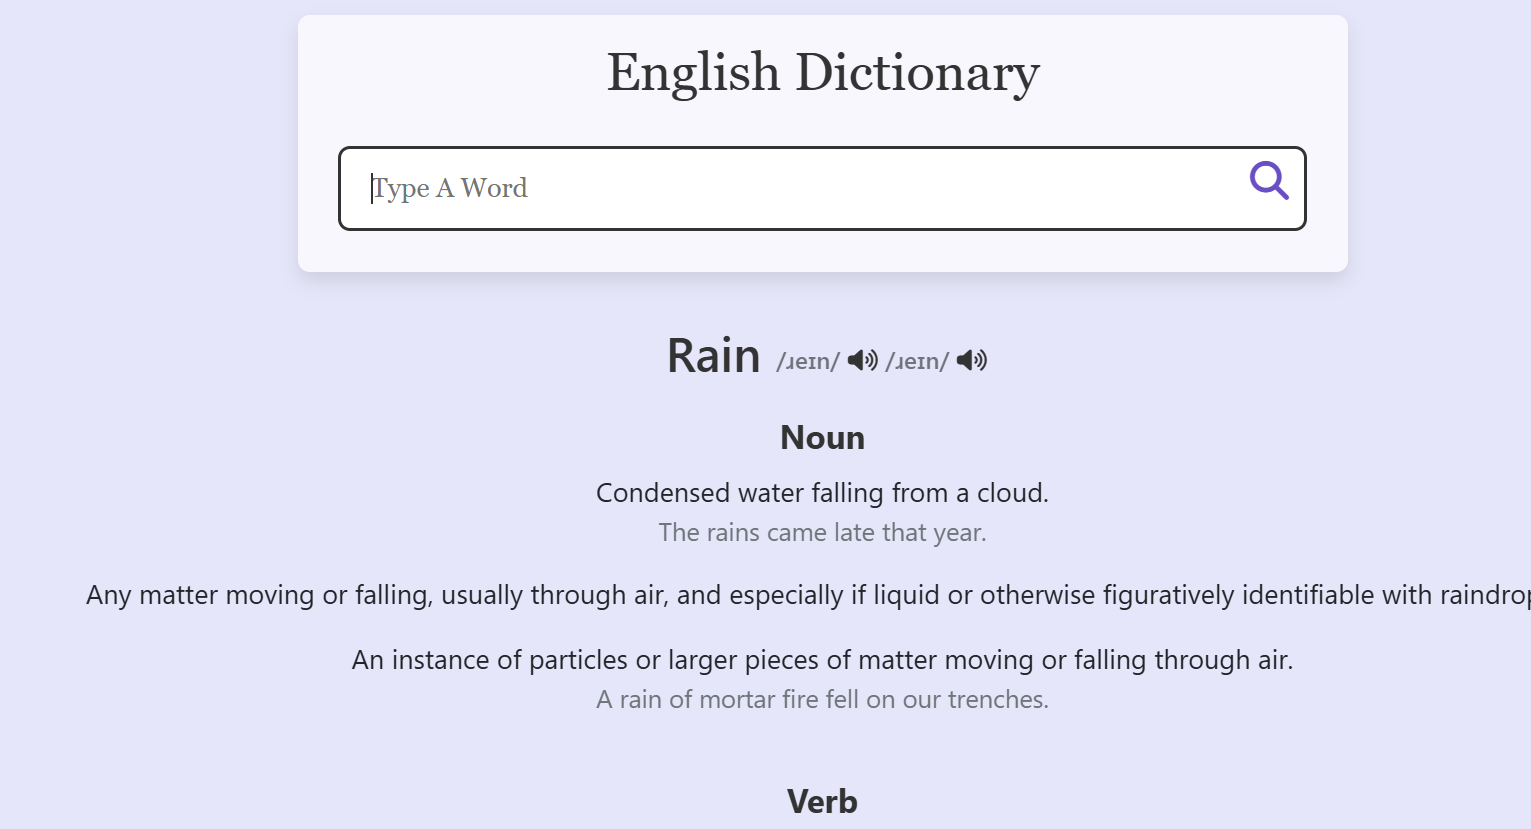 English Dictionary
Type A Word
Rain /ɹeɪn/ /ɹeɪn/
Noun
Condensed water falling from a cloud.
The rains came late that year.
Any matter moving or falling, usually through air, and especially if liquid or otherwise figuratively identifiable with
An instance of particles or larger pieces of matter moving or falling through air.
A rain of mortar fire fell on our trenches.
Verb